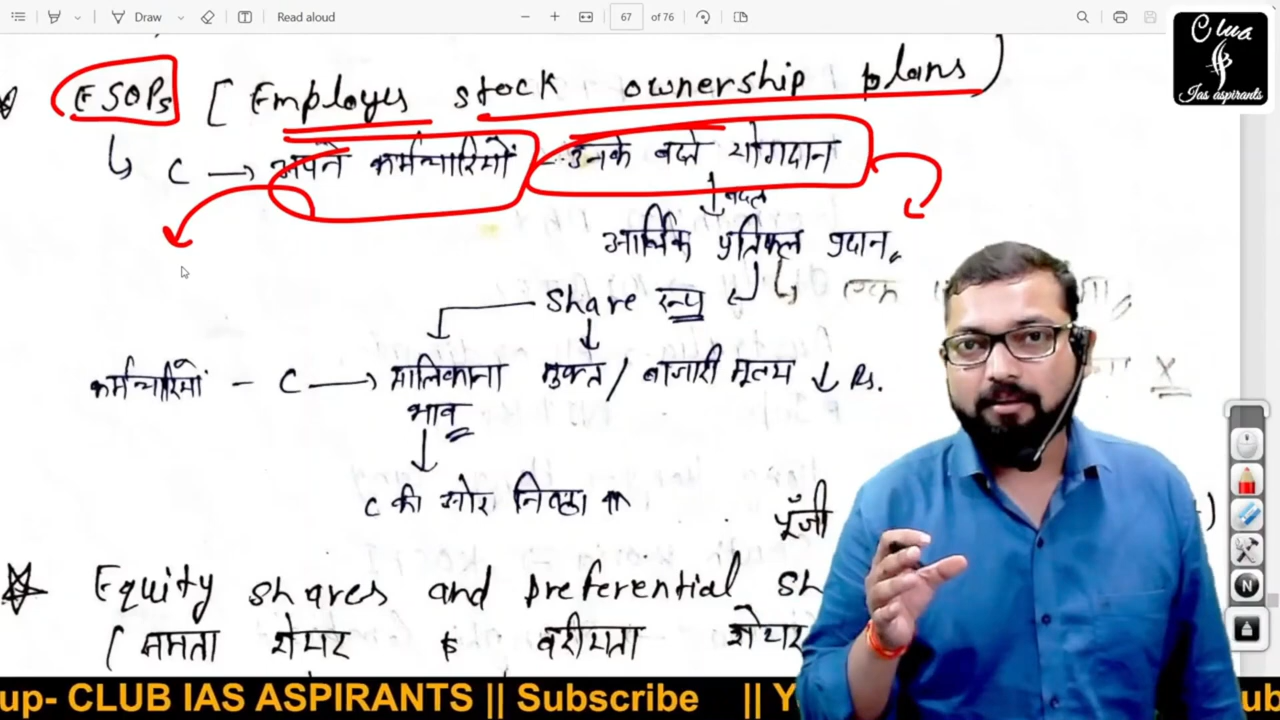 Draw
Read aloud
67 of 76
Club
Ias aspirants
ESOPs [Employes stock ownership plans)
↳ C → अपने कर्मचारियों - उनके बदले योगदान
↓ बदले
आर्थिक प्रतिफल प्रदान,
Share रूप
कर्मचारियों - C → मालिकाना मुक्त / बाजारी मूल्य ↓ Rs.
भाव
C की ओर निष्ठा
पूँजी
Equity shares and preferential sh
( समता शेयर & वरीयता शेयर
N
up- CLUB IAS ASPIRANTS || Subscribe || Y